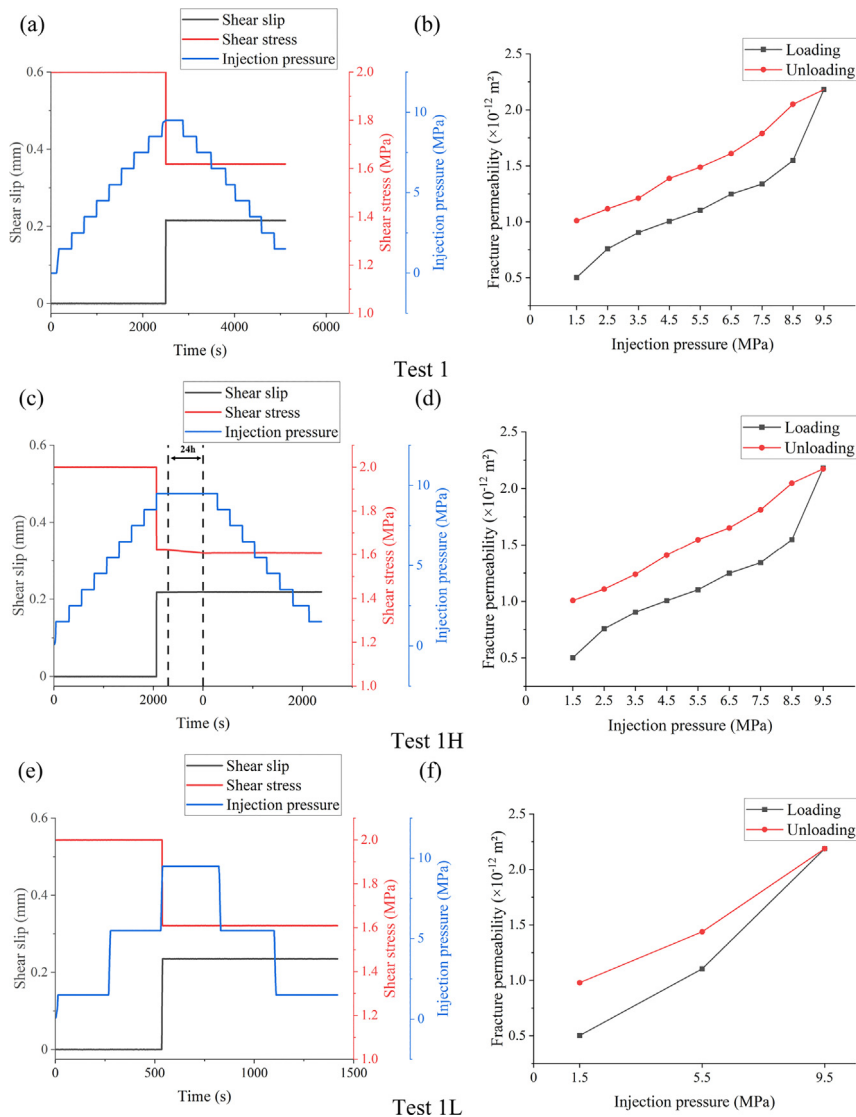 (a)
Shear slip
Shear stress
Injection pressure
0.6
0.4
0.2
0
Shear slip (mm)
2.0
1.8
1.6
1.4
1.2
1.0
Shear stress (MPa)
10
5
0
Injection pressure (MPa)
0 2000 4000 6000
Time (s)
(b)
Loading
Unloading
2.5
2.0
1.5
1.0
0.5
Fracture permeability (×10⁻¹² m²)
0 1.5 2.5 3.5 4.5 5.5 6.5 7.5 8.5 9.5
Injection pressure (MPa)
Test 1
(c)
Shear slip
Shear stress
Injection pressure
24h
0.6
0.4
0.2
0
Shear slip (mm)
2.0
1.8
1.6
1.4
1.2
1.0
Shear stress (MPa)
10
5
0
Injection pressure (MPa)
0 2000 0 2000
Time (s)
(d)
Loading
Unloading
2.5
2.0
1.5
1.0
0.5
Fracture permeability (×10⁻¹² m²)
0 1.5 2.5 3.5 4.5 5.5 6.5 7.5 8.5 9.5
Injection pressure (MPa)
Test 1H
(e)
Shear slip
Shear stress
Injection pressure
0.6
0.4
0.2
0
Shear slip (mm)
2.0
1.8
1.6
1.4
1.2
1.0
Shear stress (MPa)
10
5
0
Injection pressure (MPa)
0 500 1000 1500
Time (s)
(f)
Loading
Unloading
2.5
2.0
1.5
1.0
0.5
Fracture permeability (×10⁻¹² m²)
0 1.5 5.5 9.5
Injection pressure (MPa)
Test 1L